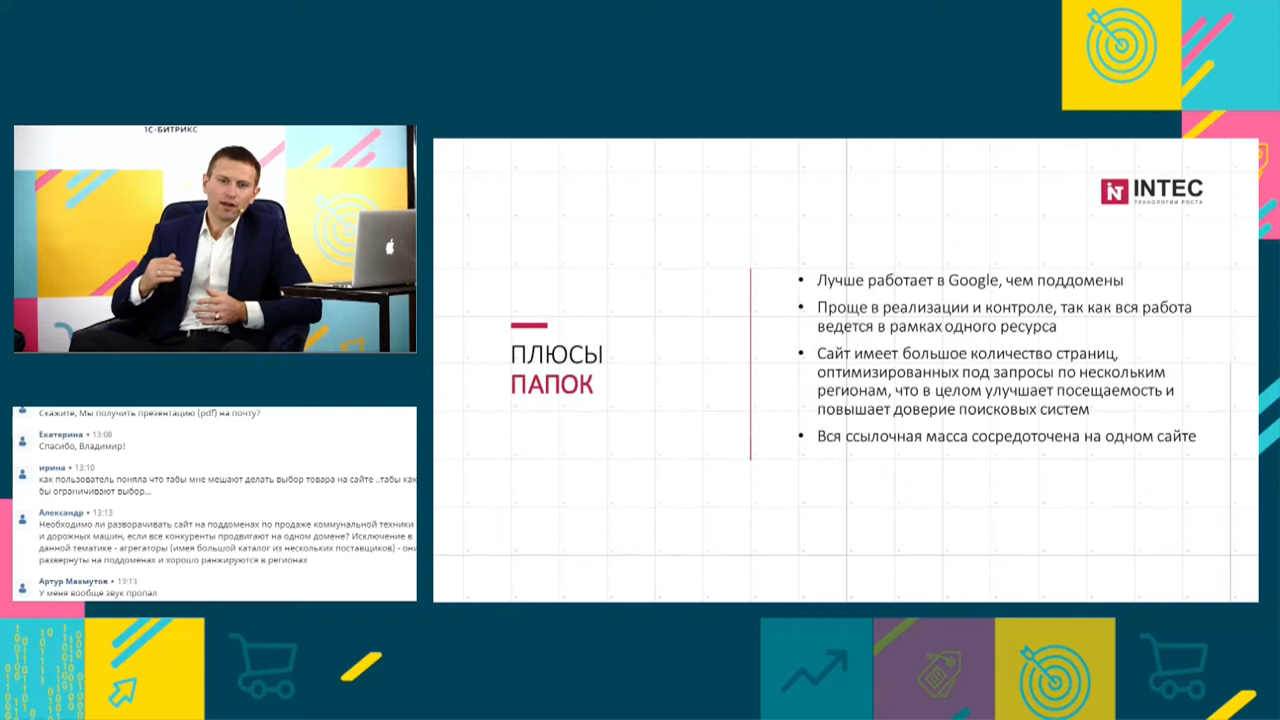 1С·БИТРИКС
INTEC
ТЕХНОЛОГИИ РОСТА
ПЛЮСЫ
ПАПОК
• Лучше работает в Google, чем поддомены
• Проще в реализации и контроле, так как вся работа
ведется в рамках одного ресурса
• Сайт имеет большое количество страниц,
оптимизированных под запросы по нескольким
регионам, что в целом улучшает посещаемость и
повышает доверие поисковых систем
• Вся ссылочная масса сосредоточена на одном сайте
Скажите, Мы получить презентацию (pdf) на почту?
Екатерина • 13:08
Спасибо, Владимир!
ирина • 13:10
как пользователь поняла что табы мне мешают делать выбор товара на сайте ..табы как
бы ограничивают выбор...
Александр • 13:13
Необходимо ли разворачивать сайт на поддоменах по продаже коммунальной техники
и дорожных машин, если все конкуренты продвигают на одном домене? Исключение в
данной тематике - агрегаторы (имея большой каталог из нескольких поставщиков) - они
развернуты на поддоменах и хорошо ранжируются в регионах
Артур Махмутов • 13:13
У меня вообще звук пропал